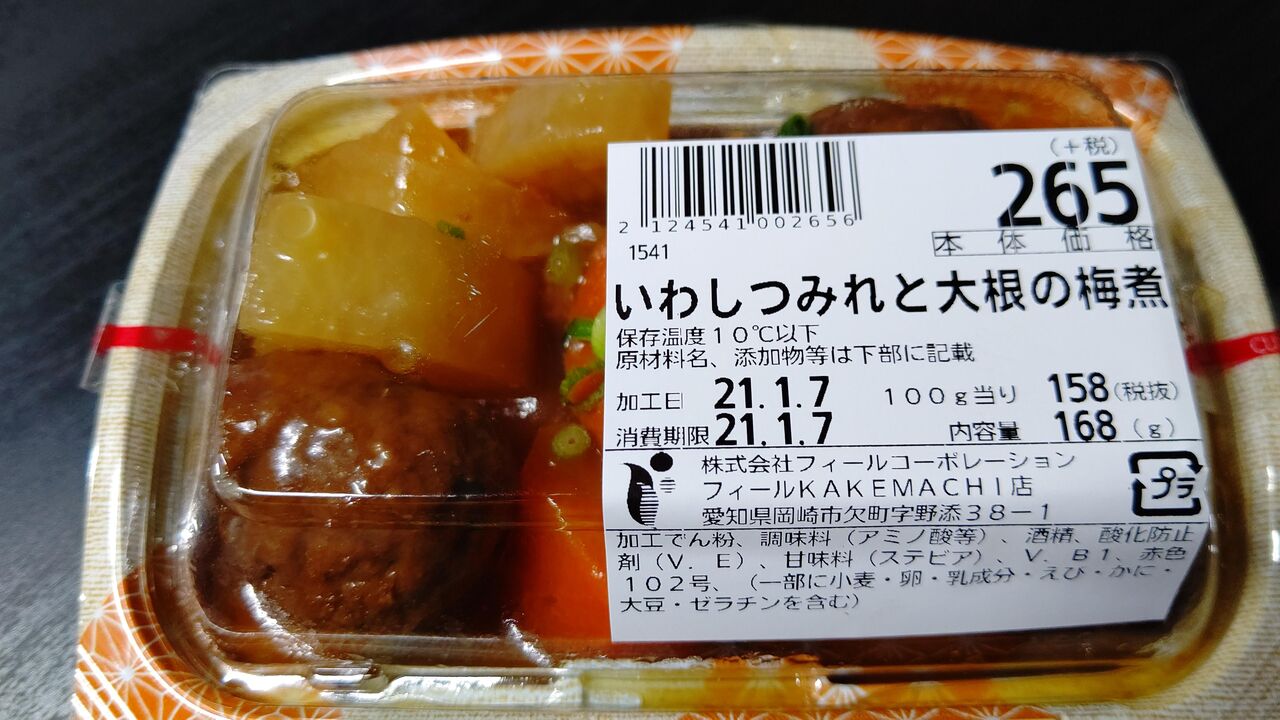 (+税)
265
本体価格
2 124541 002656
1541
いわしつみれと大根の梅煮
保存温度10℃以下
原材料名、添加物等は下部に記載
加工日 21.1.7 100g当り 158(税抜)
消費期限 21.1.7 内容量 168(g)
株式会社フィールコーポレーション
フィールKAKEMACHI店
愛知県岡崎市欠町字野添38-1
プラ
加工でん粉、調味料(アミノ酸等)、酒精、酸化防止
剤(V.E)、甘味料(ステビア)、V.B1、赤色
102号、(一部に小麦・卵・乳成分・えび・かに・
大豆・ゼラチンを含む)